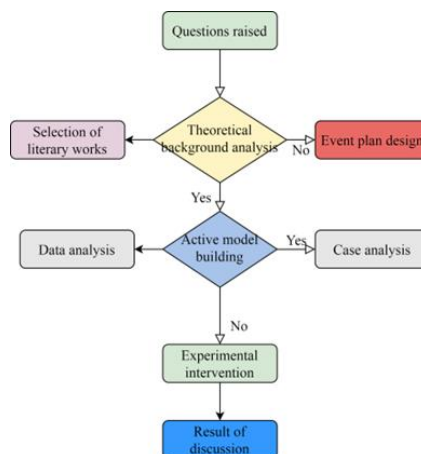 Questions raised
Selection of
literary works
Theoretical
background analysis
No
Event plan design
Yes
Data analysis
Active model
building
Yes
Case analysis
No
Experimental
intervention
Result of
discussion